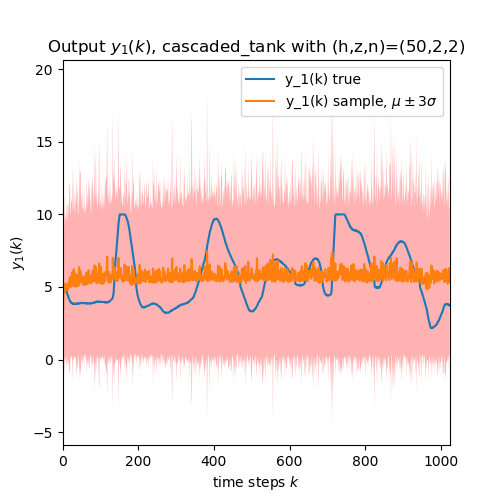 Output y₁(k), cascaded_tank with (h,z,n)=(50,2,2)
y_1(k) true
y_1(k) sample, μ ± 3σ
20
15
10
5
0
−5
y₁(k)
0 200 400 600 800 1000
time steps k